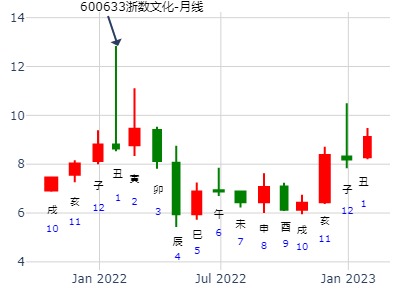 600633浙数文化-月线
14
12
10
8
6
4
戌
10
亥
11
子
12
丑
1
寅
2
卯
3
辰
4
巳
5
午
6
未
7
申
8
酉
9
戌
10
亥
11
子
12
丑
1
Jan 2022
Jul 2022
Jan 2023